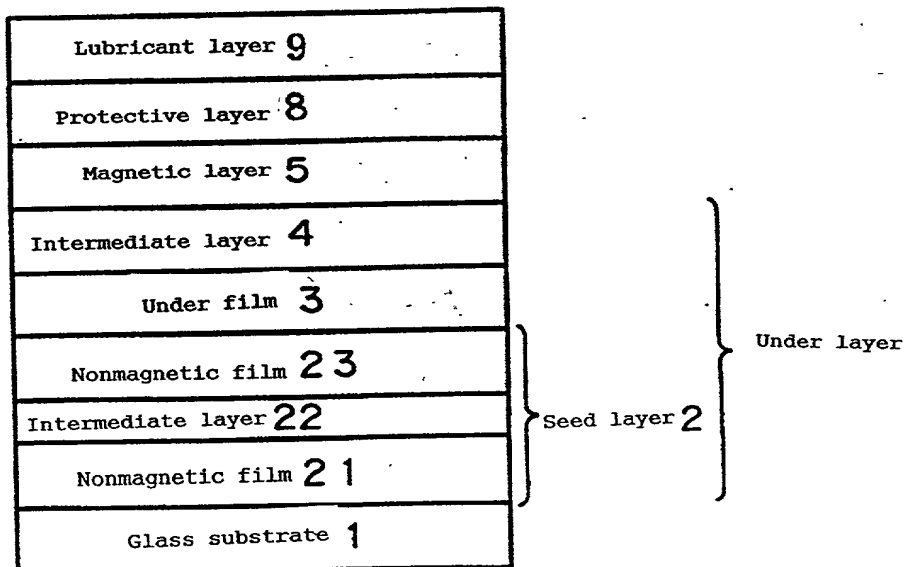 Lubricant layer 9
Protective layer 8
Magnetic layer 5
Intermediate layer 4
Under film 3
Nonmagnetic film 23
Intermediate layer 22
Nonmagnetic film 21
Glass substrate 1
Seed layer 2
Under layer